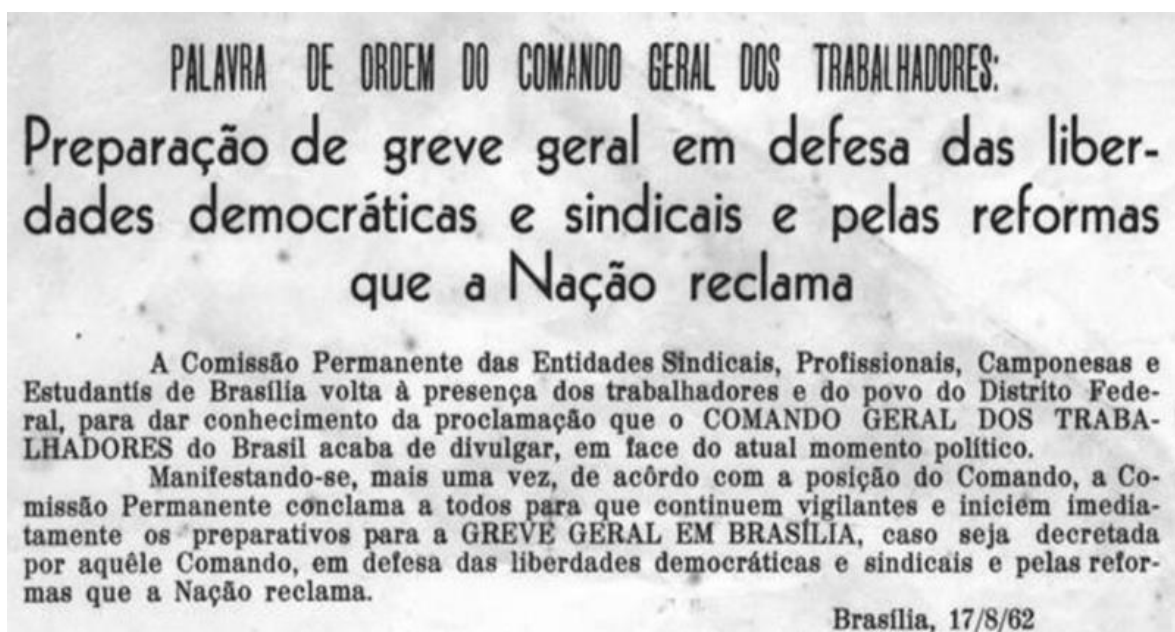 PALAVRA DE ORDEM DO COMANDO GERAL DOS TRABALHADORES:
Preparação de greve geral em defesa das liber-
dades democráticas e sindicais e pelas reformas
que a Nação reclama
A Comissão Permanente das Entidades Sindicais, Profissionais, Camponesas e
Estudantis de Brasília volta à presença dos trabalhadores e do povo do Distrito Fede-
ral, para dar conhecimento da proclamação que o COMANDO GERAL DOS TRABA-
LHADORES do Brasil acaba de divulgar, em face do atual momento político.
Manifestando-se, mais uma vez, de acôrdo com a posição do Comando, a Co-
missão Permanente conclama a todos para que continuem vigilantes e iniciem imedia-
tamente os preparativos para a GREVE GERAL EM BRASÍLIA, caso seja decretada
por aquêle Comando, em defesa das liberdades democráticas e sindicais e pelas refor-
mas que a Nação reclama.
Brasília, 17/8/62